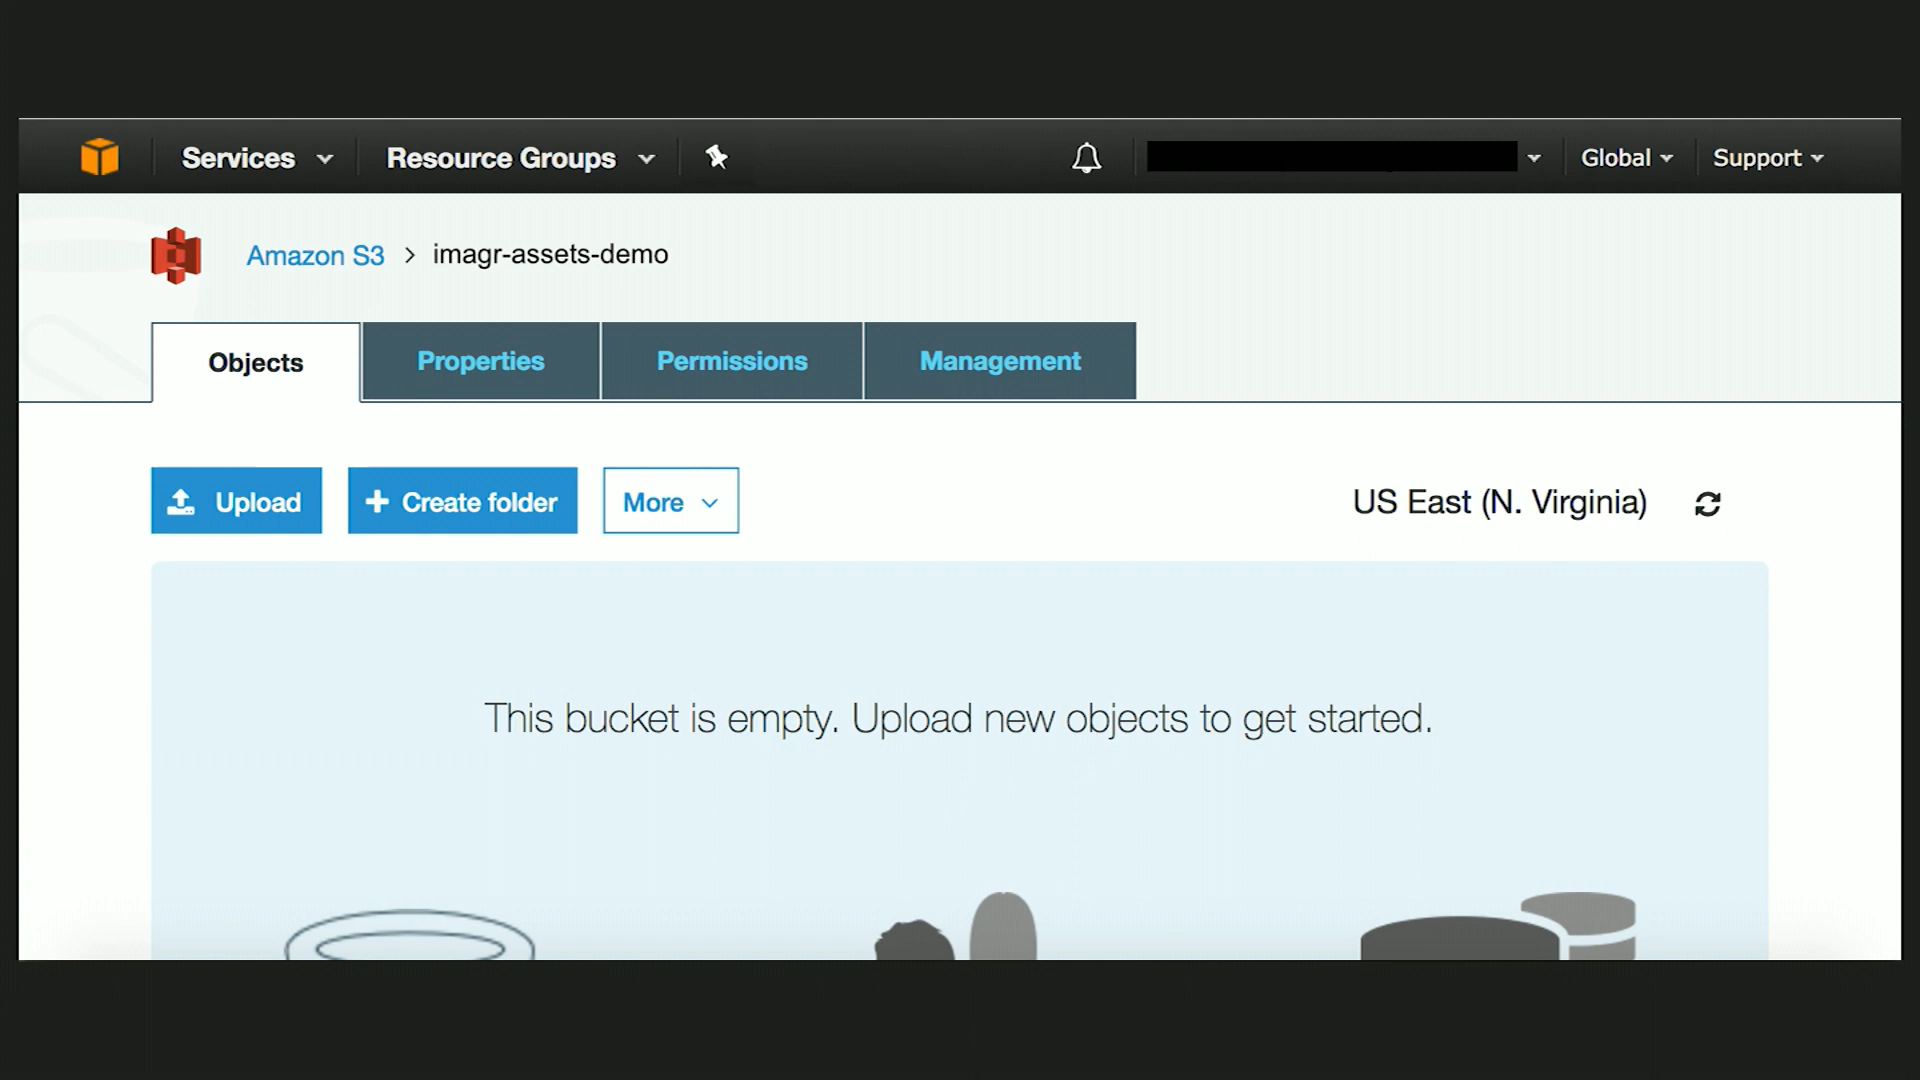 Services Resource Groups Global Support
Amazon S3 > imagr-assets-demo
Objects Properties Permissions Management
Upload + Create folder More US East (N. Virginia)
This bucket is empty. Upload new objects to get started.